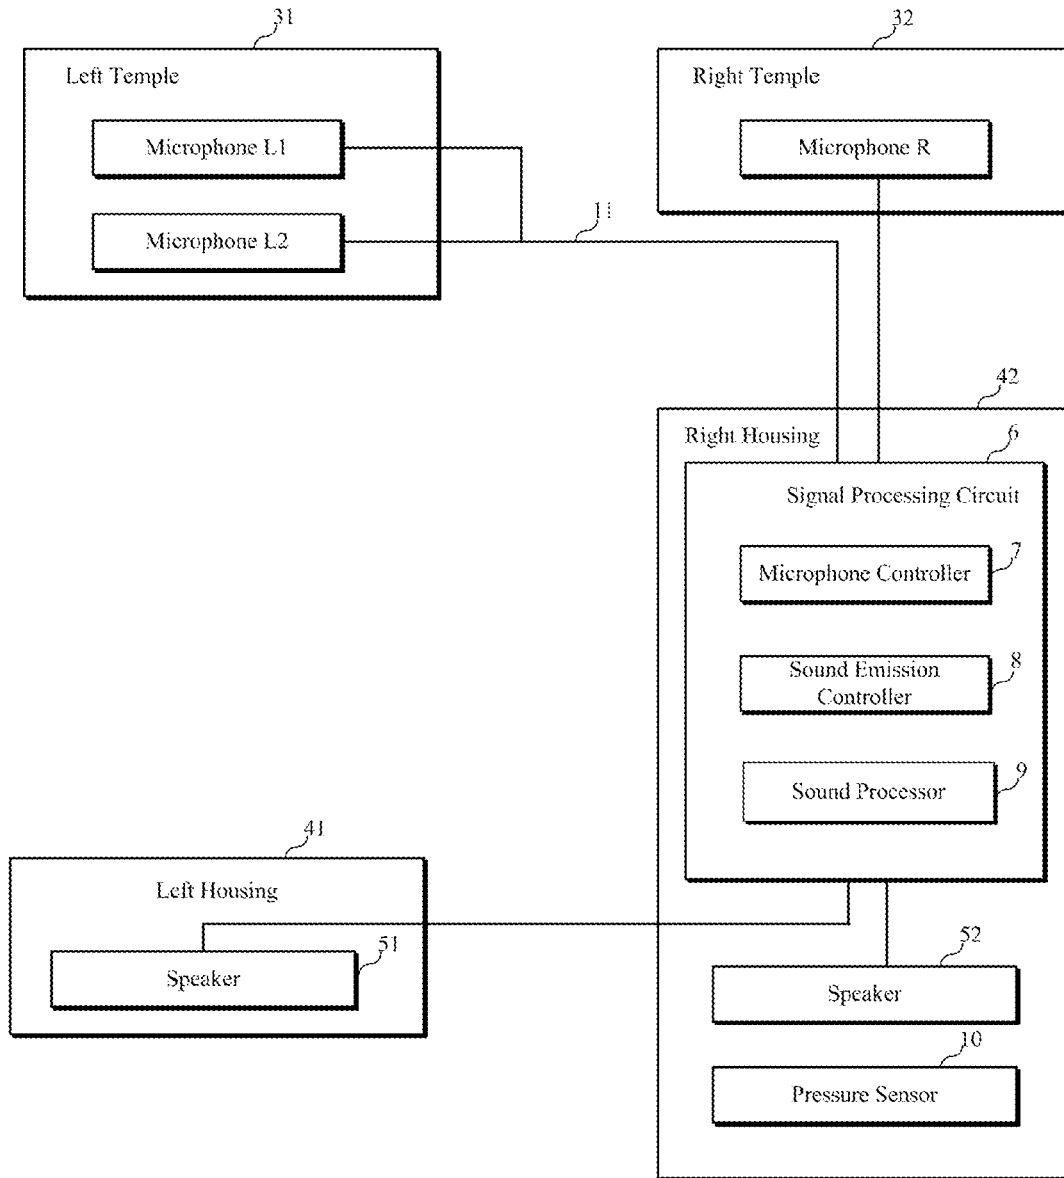 31
32
Left Temple
Right Temple
Microphone L1
Microphone R
11
Microphone L2
42
Right Housing
6
Signal Processing Circuit
7
Microphone Controller
8
Sound Emission
Controller
9
Sound Processor
41
Left Housing
51
Speaker
52
Speaker
10
Pressure Sensor